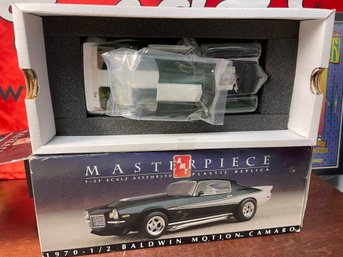 MASTERPIECE
AMT
1:25 SCALE ASSEMBLED PLASTIC REPLICA
1970-1/2 BALDWIN MOTION CAMARO